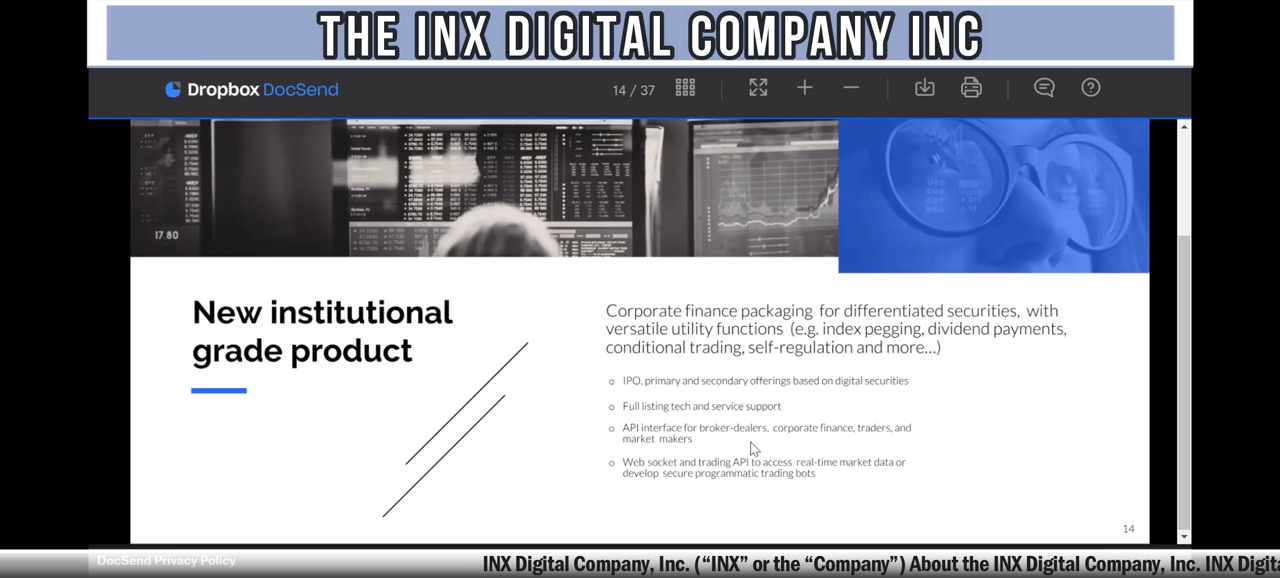 THE INX DIGITAL COMPANY INC
Dropbox DocSend
14 / 37
17.80
New institutional
grade product
Corporate finance packaging for differentiated securities, with
versatile utility functions (e.g. index pegging, dividend payments,
conditional trading, self-regulation and more...)
IPO, primary and secondary offerings based on digital securities
Full listing tech and service support
API interface for broker-dealers, corporate finance, traders, and
market makers
Web socket and trading API to access real-time market data or
develop secure programmatic trading bots
14
DocSend Privacy Policy
INX Digital Company, Inc. (“INX” or the “Company”) About the INX Digital Company, Inc. INX Digit